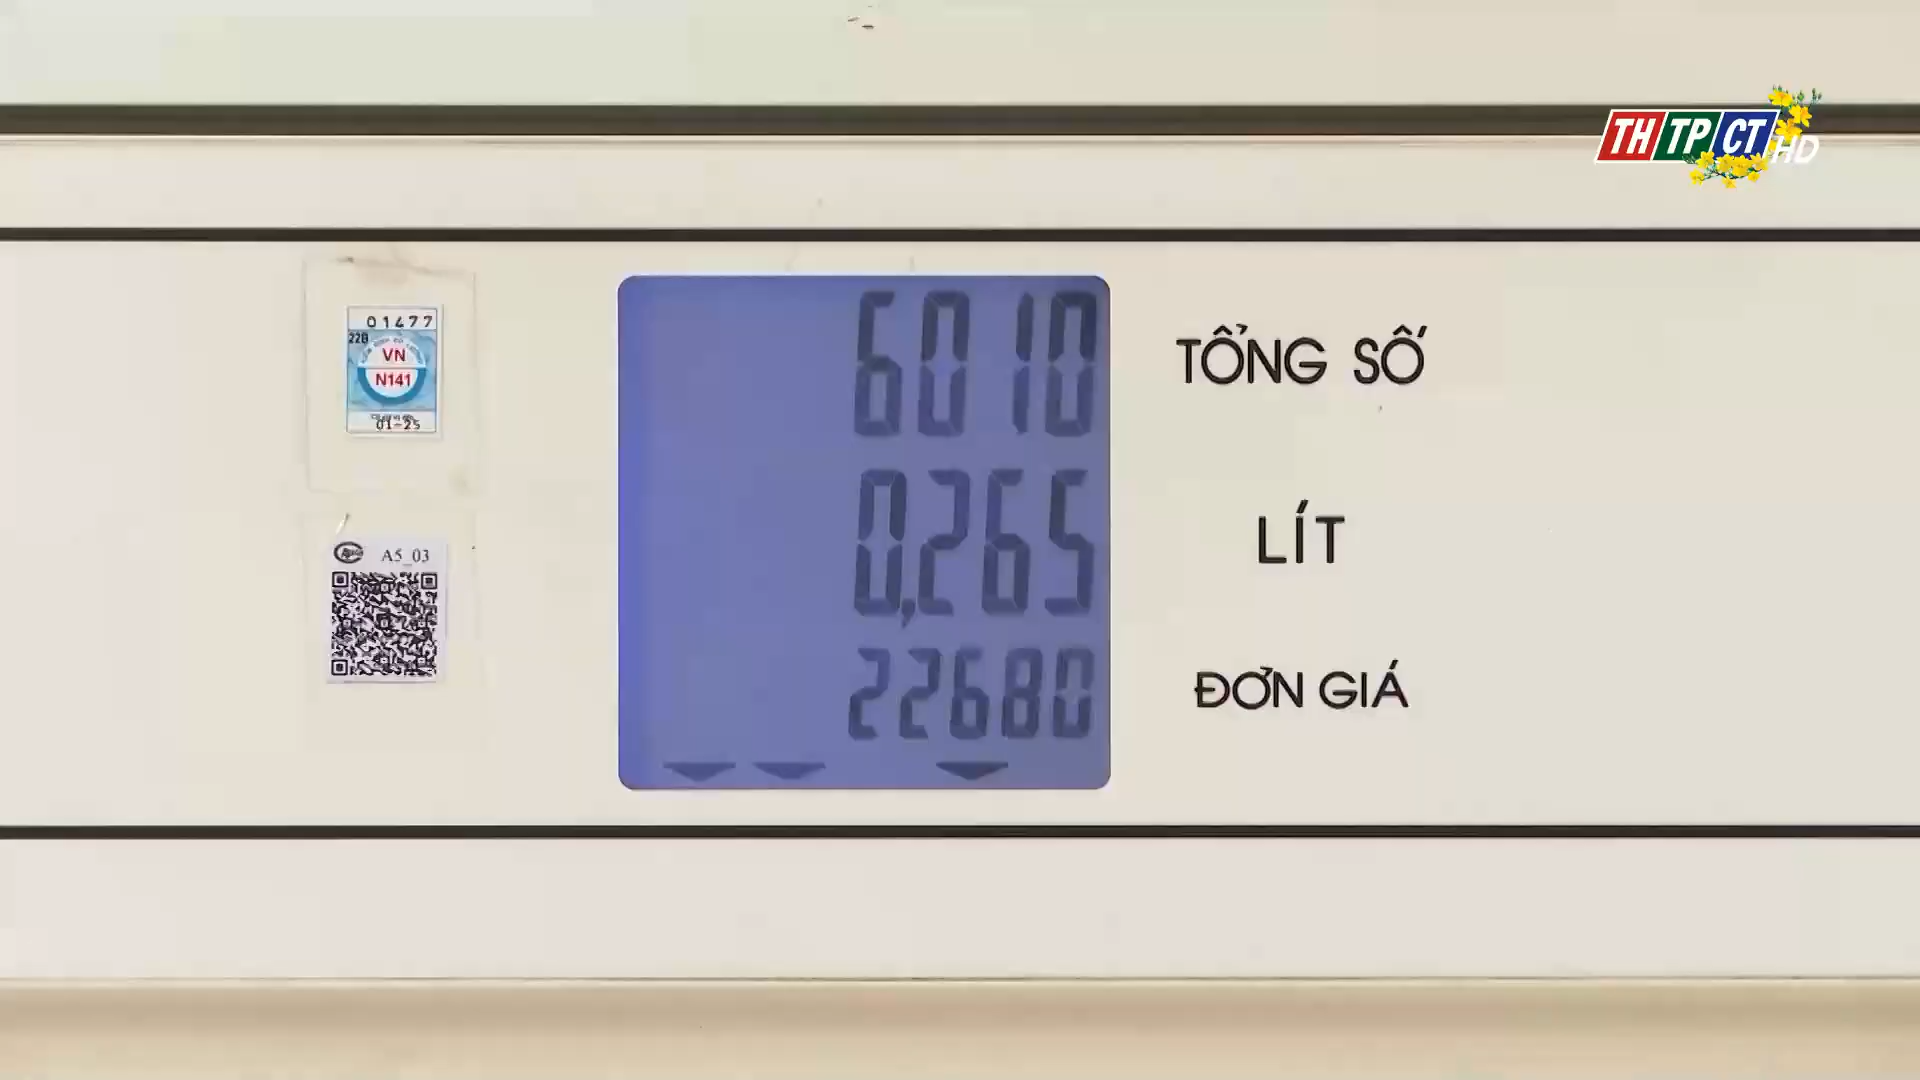 THTPCT HD
01477
22B
VN
N141
01-25
6010
TỔNG SỐ
0,265
LÍT
A5_03
22680
ĐƠN GIÁ